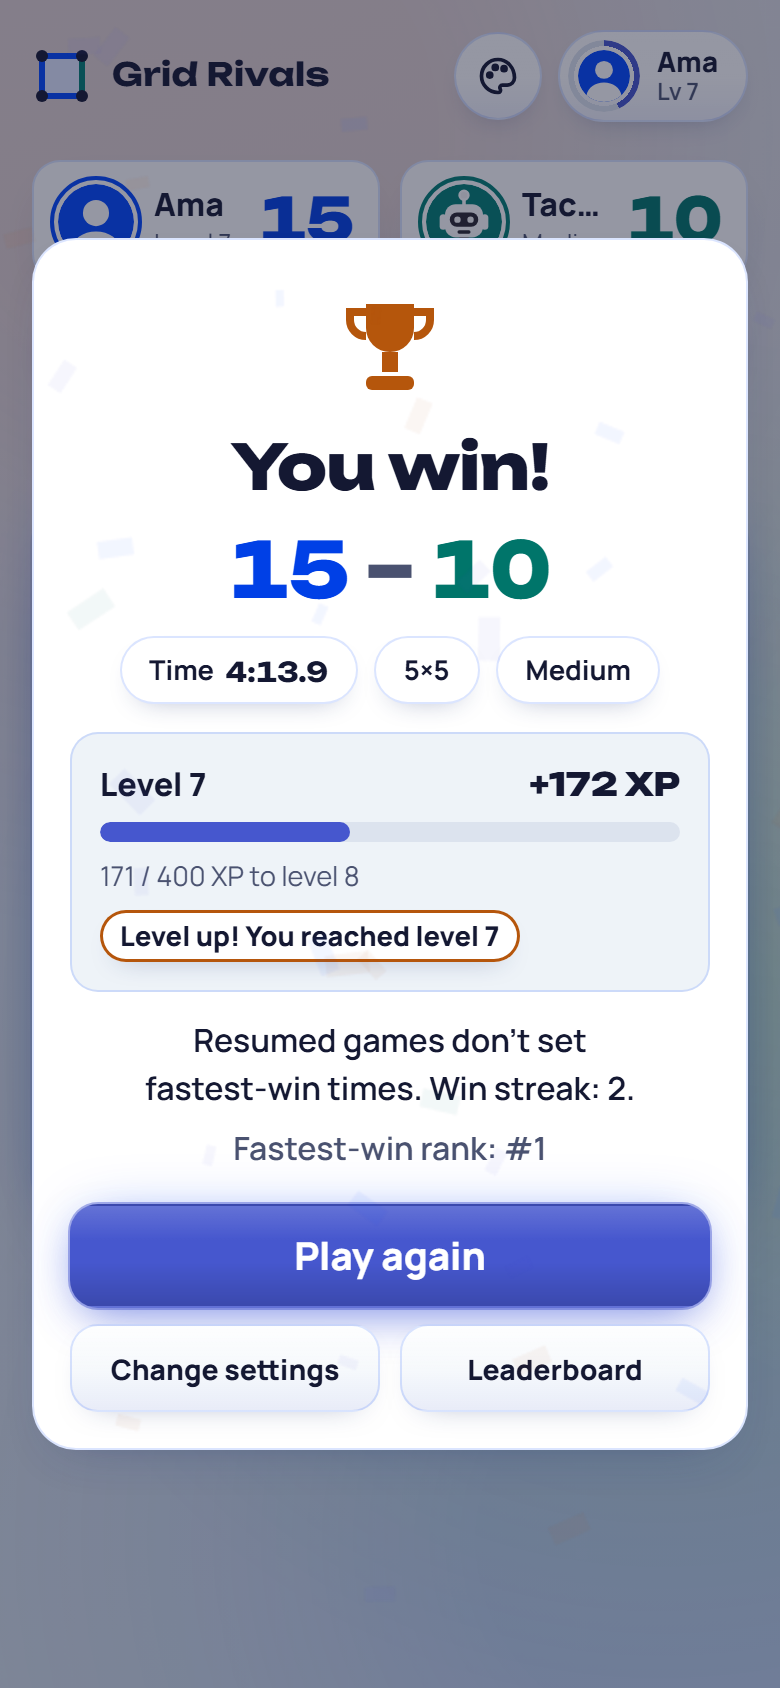 Grid Rivals
Ama
Lv 7
Ama
15
Tac...
10
You win!
15 – 10
Time 4:13.9
5×5
Medium
Level 7
+172 XP
171 / 400 XP to level 8
Level up! You reached level 7
Resumed games don’t set
fastest-win times. Win streak: 2.
Fastest-win rank: #1
Play again
Change settings
Leaderboard